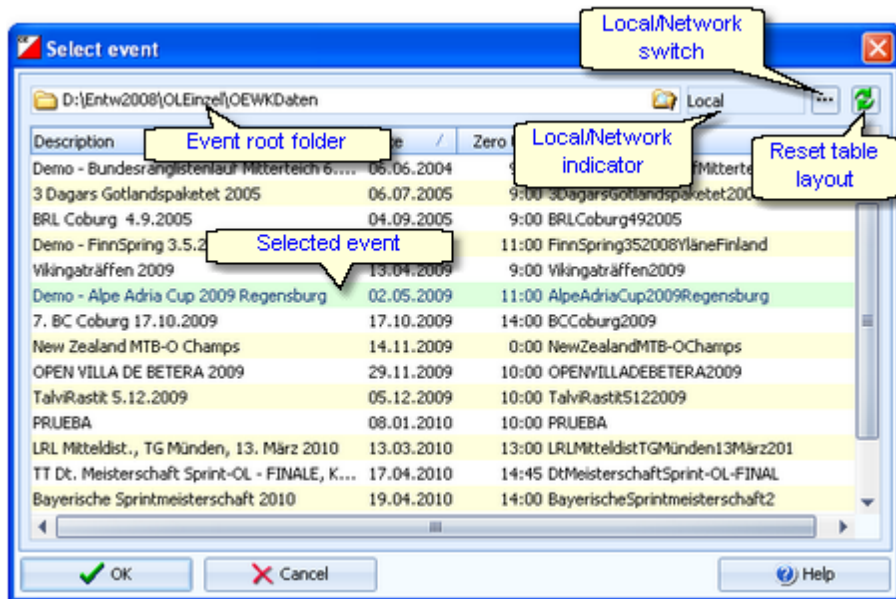 Local/Network
switch
Select event
D:\Entw2008\OLEinzel\OEWKDaten
Local
...
Event root folder
Local/Network
indicator
Reset table
layout
Description
Zero
Demo - Bundesranglistenlauf Mitterteich 6.... 06.06.2004
3 Dagars Gotlandspaketet 2005 06.07.2005 9:00 3DagarsGotlandspaketet200
BRL Coburg 4.9.2005 04.09.2005 9:00 BRLCoburg492005
Demo - FinnSpring 3.5.2 11:00 FinnSpring352008YläneFinland
Selected event
Vikingaträffen 2009 13.04.2009 9:00 Vikingaträffen2009
Demo - Alpe Adria Cup 2009 Regensburg 02.05.2009 11:00 AlpeAdriaCup2009Regensburg
7. BC Coburg 17.10.2009 17.10.2009 14:00 BCCoburg2009
New Zealand MTB-O Champs 14.11.2009 0:00 NewZealandMTB-OChamps
OPEN VILLA DE BETERA 2009 29.11.2009 10:00 OPENVILLADEBETERA2009
TalviRastit 5.12.2009 05.12.2009 10:00 TalviRastit5122009
PRUEBA 08.01.2010 10:00 PRUEBA
LRL Mitteldist., TG Münden, 13. März 2010 13.03.2010 13:00 LRLMitteldistTGMünden13März201
TT Dt. Meisterschaft Sprint-OL - FINALE, K... 17.04.2010 14:45 DtMeisterschaftSprint-OL-FINAL
Bayerische Sprintmeisterschaft 2010 19.04.2010 14:00 BayerischeSprintmeisterschaft2
OK
Cancel
Help